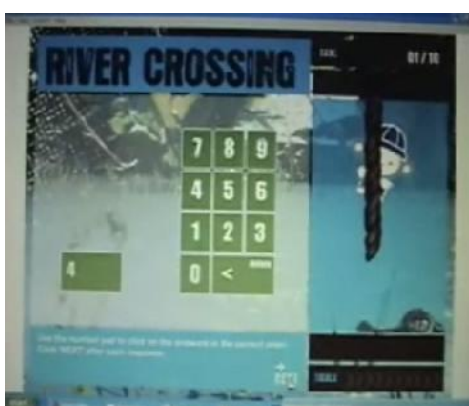 RIVER CROSSING
01 / 10
7 8 9
4 5 6
1 2 3
4
0 <
Use the number pad to click on the answers in the correct order.
Click NEXT after each response.
NEXT